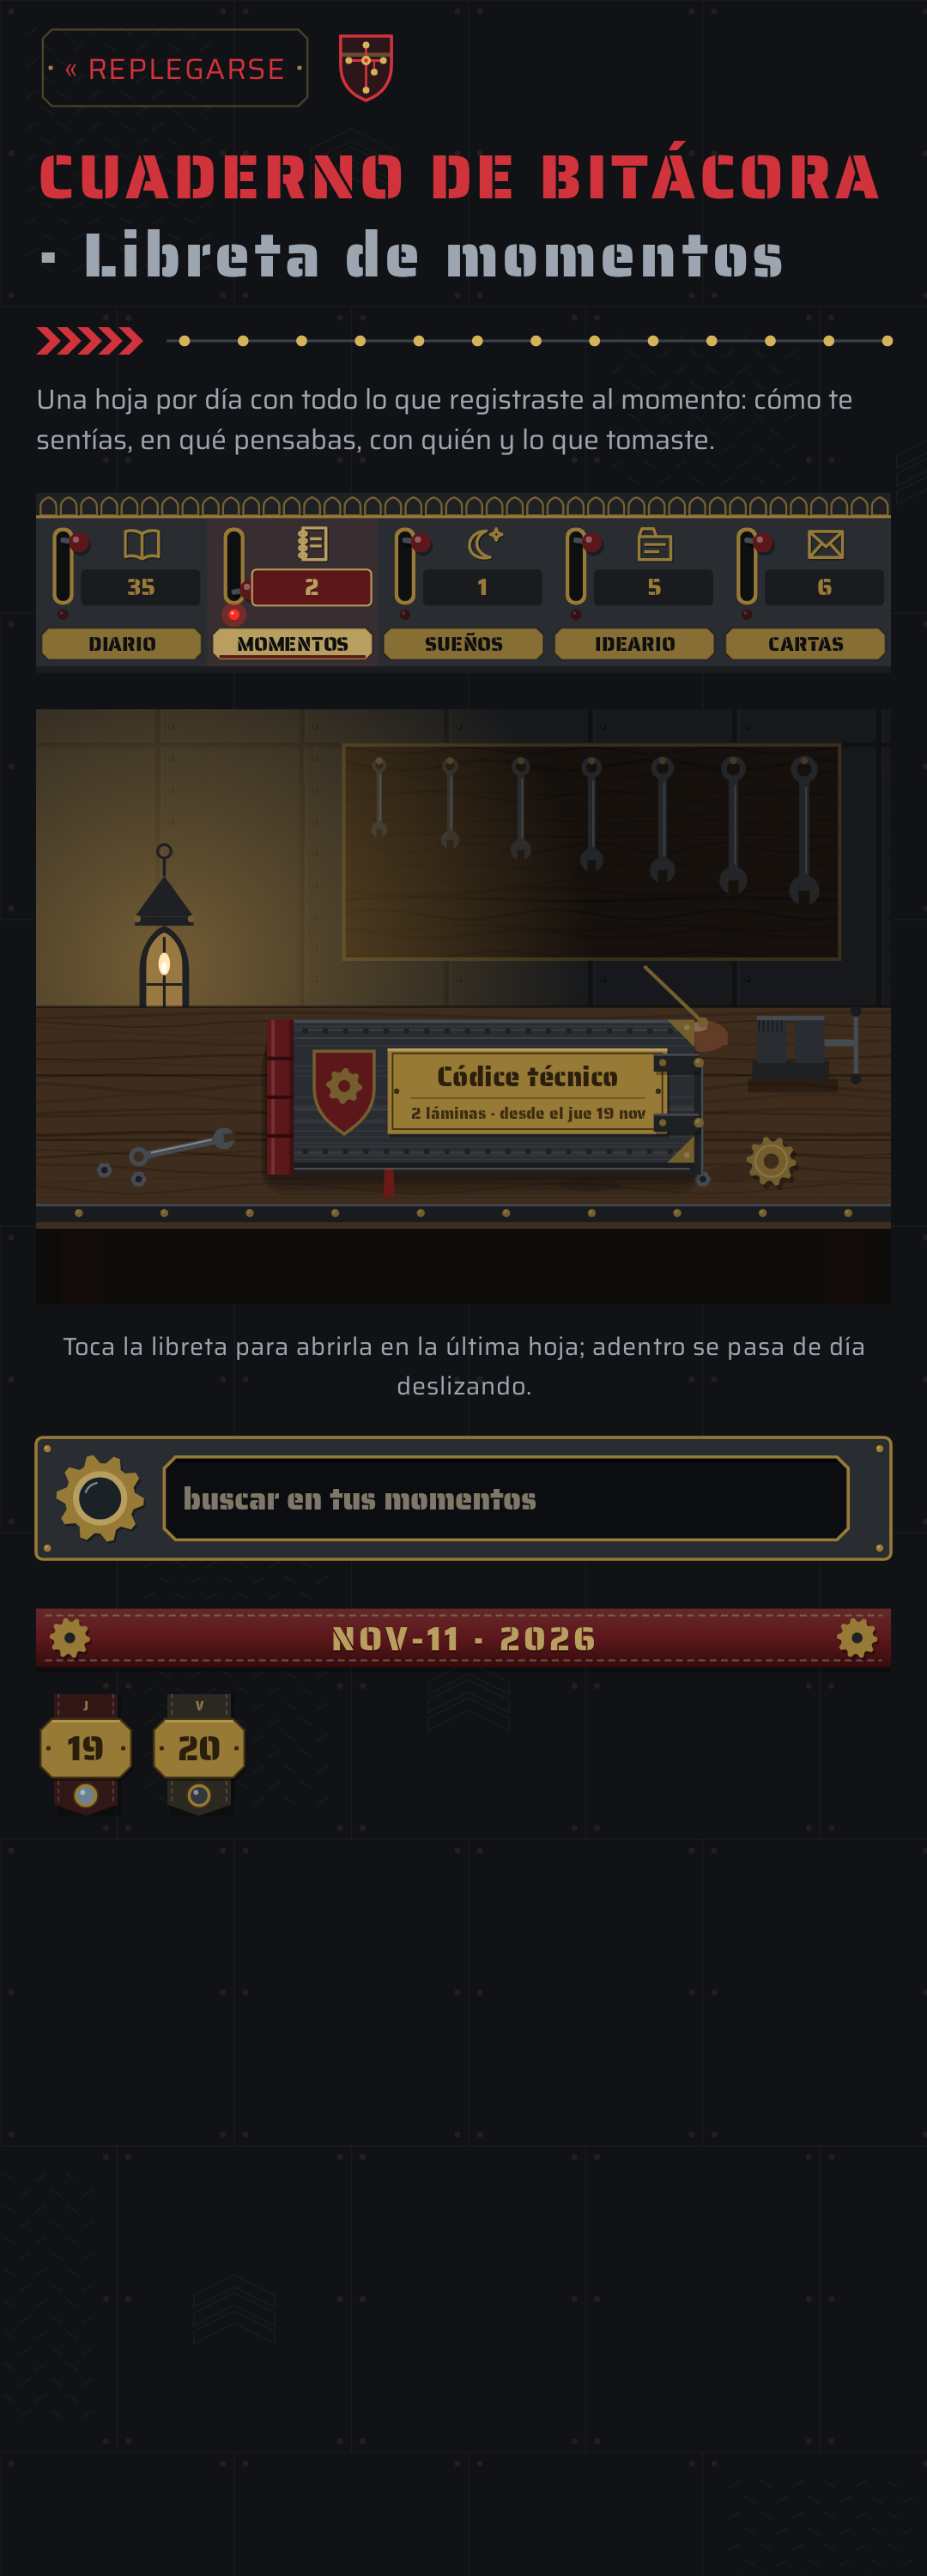 « REPLEGARSE
CUADERNO DE BITÁCORA
- Libreta de momentos
Una hoja por día con todo lo que registraste al momento: cómo te
sentías, en qué pensabas, con quién y lo que tomaste.
35
2
1
5
6
DIARIO
MOMENTOS
SUEÑOS
IDEARIO
CARTAS
Códice técnico
2 láminas · desde el jue 19 nov
Toca la libreta para abrirla en la última hoja; adentro se pasa de día
deslizando.
buscar en tus momentos
NOV-11 · 2026
J
V
19
20